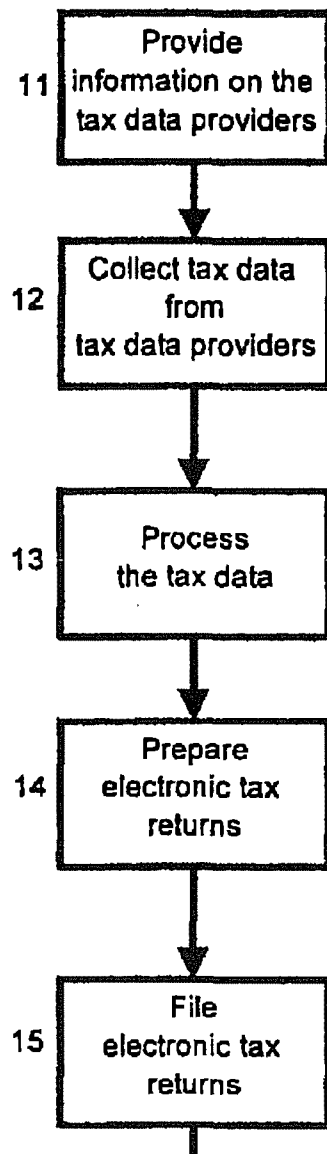 Provide
11 information on the
tax data providers
Collect tax data
12 from
tax data providers
Process
13 the tax data
Prepare
14 electronic tax
returns
File
15 electronic tax
returns